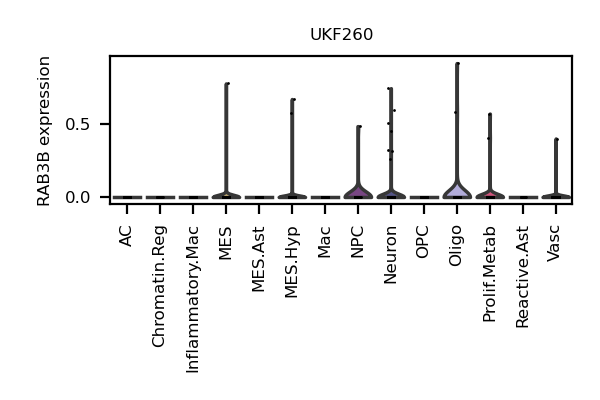 UKF260
RAB3B expression
0.5
0.0
AC
Chromatin.Reg
Inflammatory.Mac
MES
MES.Ast
MES.Hyp
Mac
NPC
Neuron
OPC
Oligo
Prolif.Metab
Reactive.Ast
Vasc